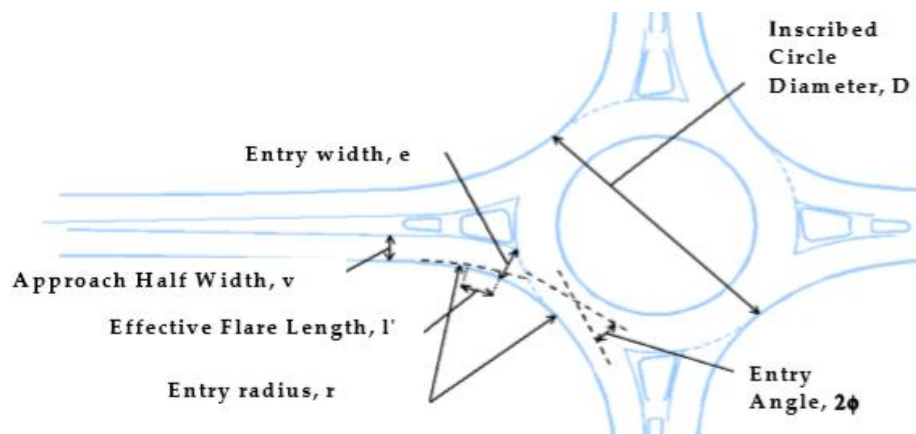 Inscribed
Circle
Diameter, D
Entry width, e
Approach Half Width, v
Effective Flare Length, l'
Entry radius, r
Entry
Angle, 2ϕ